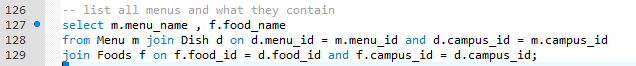 126 -- list all menus and what they contain
127 select m.menu_name , f.food_name
128 from Menu m join Dish d on d.menu_id = m.menu_id and d.campus_id = m.campus_id
129 join Foods f on f.food_id = d.food_id and f.campus_id = d.campus_id;